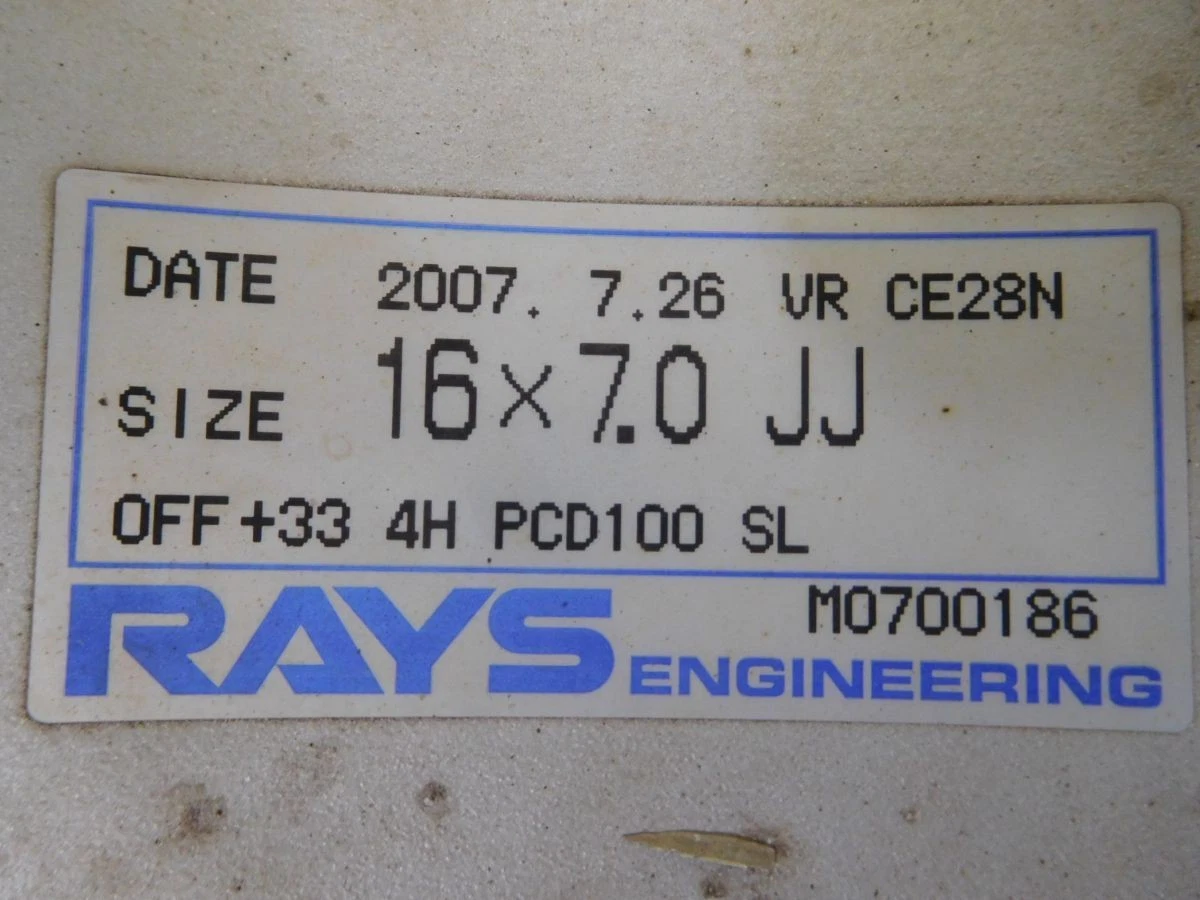 DATE 2007. 7.26 VR CE28N
SIZE 16×7.0 JJ
OFF+33 4H PCD100 SL
M0700186
RAYS ENGINEERING